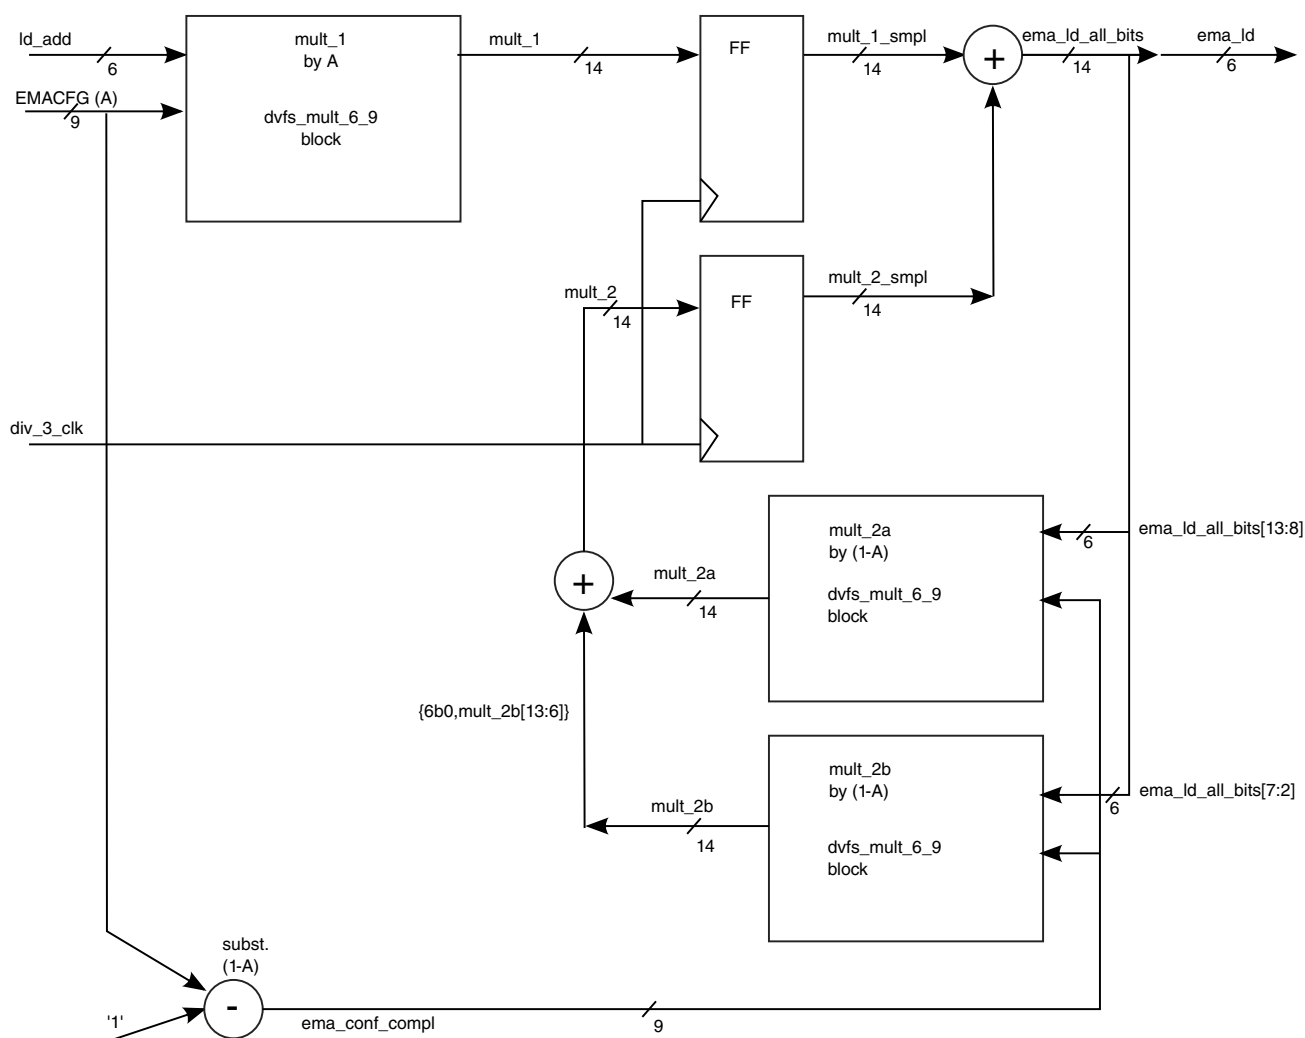 ld_add
6
EMACFG (A)
9
mult_1
by A
dvfs_mult_6_9
block
mult_1
14
FF
mult_1_smpl
14
+
ema_ld_all_bits
14
ema_ld
6
mult_2
14
FF
mult_2_smpl
14
div_3_clk
mult_2a
by (1-A)
dvfs_mult_6_9
block
6
ema_ld_all_bits[13:8]
+
mult_2a
14
{6b0,mult_2b[13:6]}
mult_2b
by (1-A)
dvfs_mult_6_9
block
6
ema_ld_all_bits[7:2]
mult_2b
14
subst.
(1-A)
-
'1'
ema_conf_compl
9